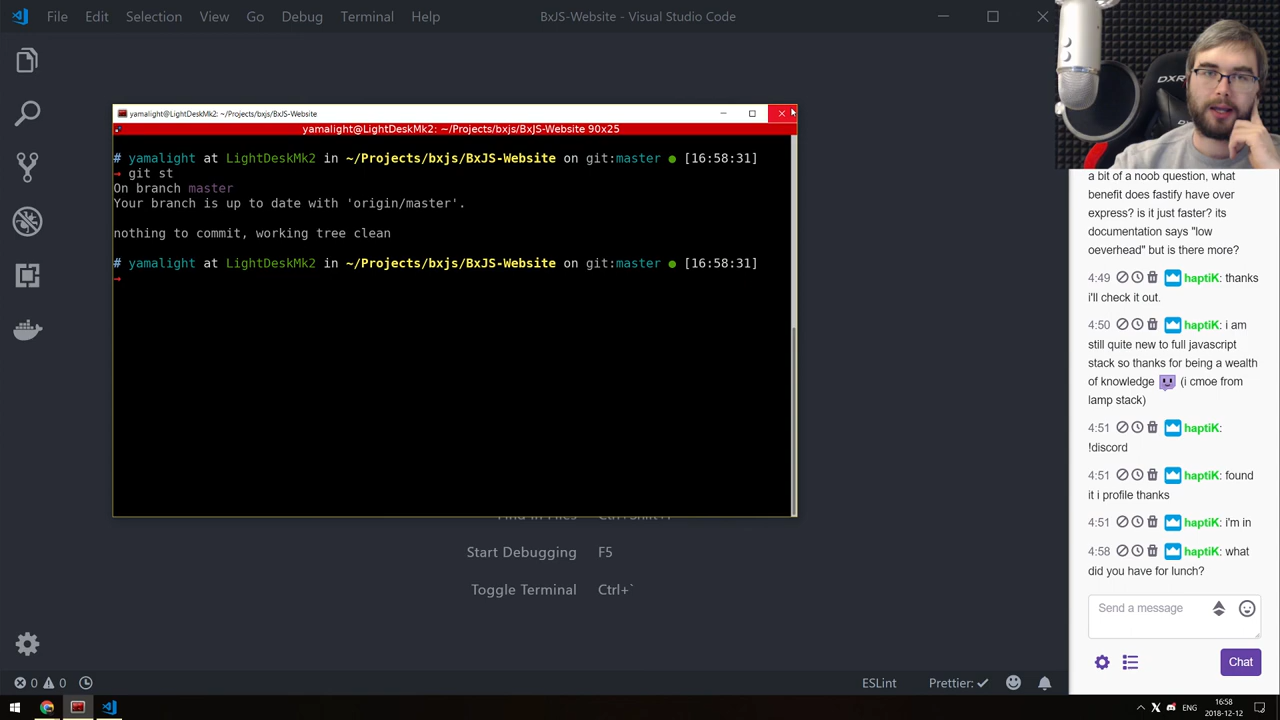 File Edit Selection View Go Debug Terminal Help
BxJS-Website - Visual Studio Code
DXR
yamalight@LightDeskMk2: ~/Projects/bxjs/BxJS-Website
yamalight@LightDeskMk2: ~/Projects/bxjs/BxJS-Website 90x25
# yamalight at LightDeskMk2 in ~/Projects/bxjs/BxJS-Website on git:master ● [16:58:31]
→ git st
On branch master
Your branch is up to date with 'origin/master'.
nothing to commit, working tree clean
# yamalight at LightDeskMk2 in ~/Projects/bxjs/BxJS-Website on git:master ● [16:58:31]
→
Find in Files Ctrl+Shift+F
Start Debugging F5
Toggle Terminal Ctrl+`
a bit of a noob question, what
benefit does fastify have over
express? is it just faster? its
documentation says "low
oeverhead" but is there more?
4:49 haptiK: thanks
i'll check it out.
4:50 haptiK: i am
still quite new to full javascript
stack so thanks for being a wealth
of knowledge (i cmoe from
lamp stack)
4:51 haptiK:
!discord
4:51 haptiK: found
it i profile thanks
4:51 haptiK: i'm in
4:58 haptiK: what
did you have for lunch?
Send a message
Chat
0 0
ESLint
Prettier: ✓
ENG
16:58
2018-12-12